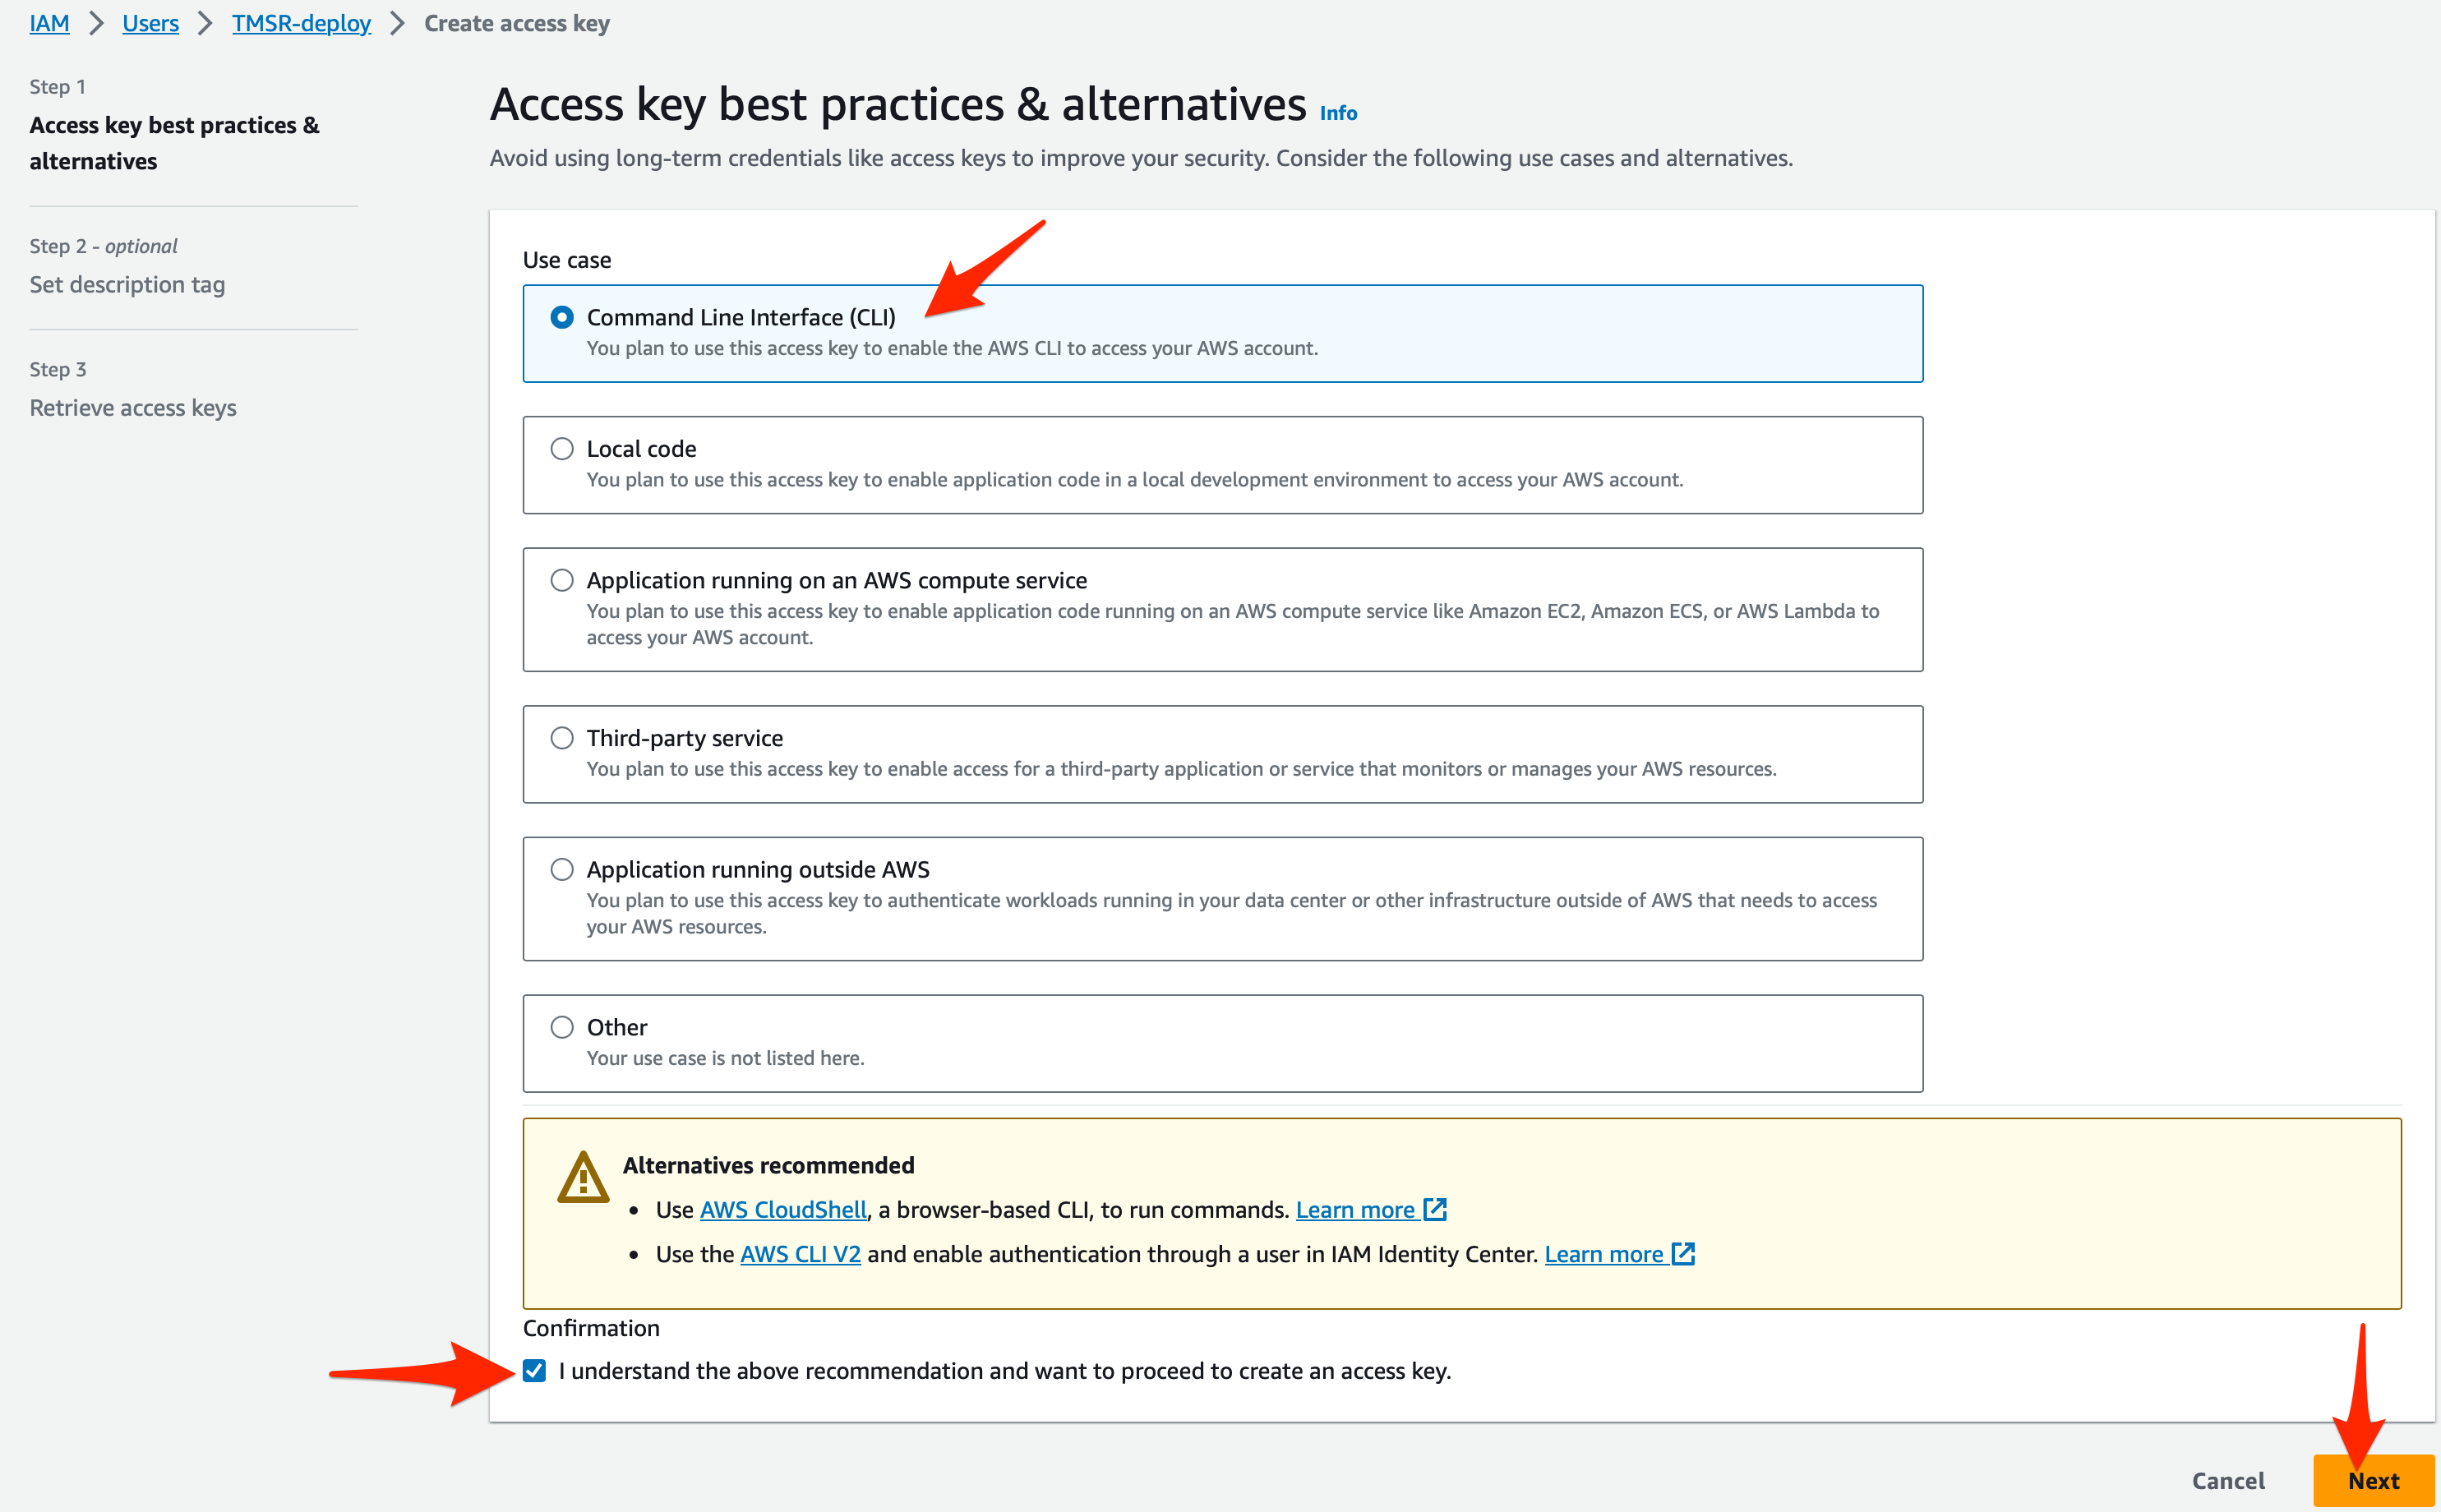 IAM > Users > TMSR-deploy > Create access key
Step 1
Access key best practices &
alternatives
Step 2 - optional
Set description tag
Step 3
Retrieve access keys
Access key best practices & alternatives Info
Avoid using long-term credentials like access keys to improve your security. Consider the following use cases and alternatives.
Use case
Command Line Interface (CLI)
You plan to use this access key to enable the AWS CLI to access your AWS account.
Local code
You plan to use this access key to enable application code in a local development environment to access your AWS account.
Application running on an AWS compute service
You plan to use this access key to enable application code running on an AWS compute service like Amazon EC2, Amazon ECS, or AWS Lambda to
access your AWS account.
Third-party service
You plan to use this access key to enable access for a third-party application or service that monitors or manages your AWS resources.
Application running outside AWS
You plan to use this access key to authenticate workloads running in your data center or other infrastructure outside of AWS that needs to access
your AWS resources.
Other
Your use case is not listed here.
Alternatives recommended
• Use AWS CloudShell, a browser-based CLI, to run commands. Learn more
• Use the AWS CLI V2 and enable authentication through a user in IAM Identity Center. Learn more
Confirmation
I understand the above recommendation and want to proceed to create an access key.
Cancel Next